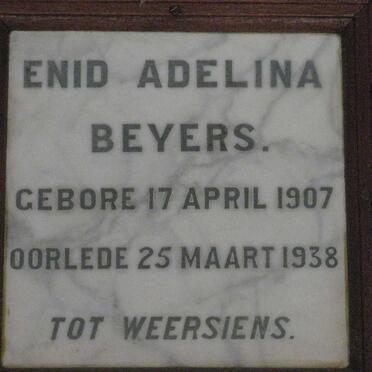 ENID ADELINA
BEYERS.
GEBORE 17 APRIL 1907
OORLEDE 25 MAART 1938
TOT WEERSIENS.